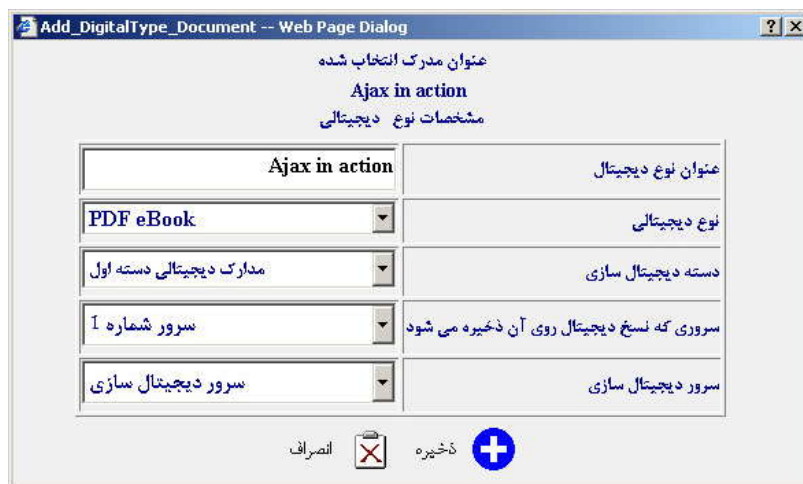 Add_DigitalType_Document -- Web Page Dialog
عنوان مدرک انتخاب شده
Ajax in action
مشخصات نوع دیجیتالی
عنوان نوع دیجیتال Ajax in action
نوع دیجیتالی PDF eBook
دسته دیجیتال سازی مدارک دیجیتالی دسته اول
سروری که نسخ دیجیتال روی آن ذخیره می شود سرور شماره 1
سرور دیجیتال سازی سرور دیجیتال سازی
ذخیره انصراف